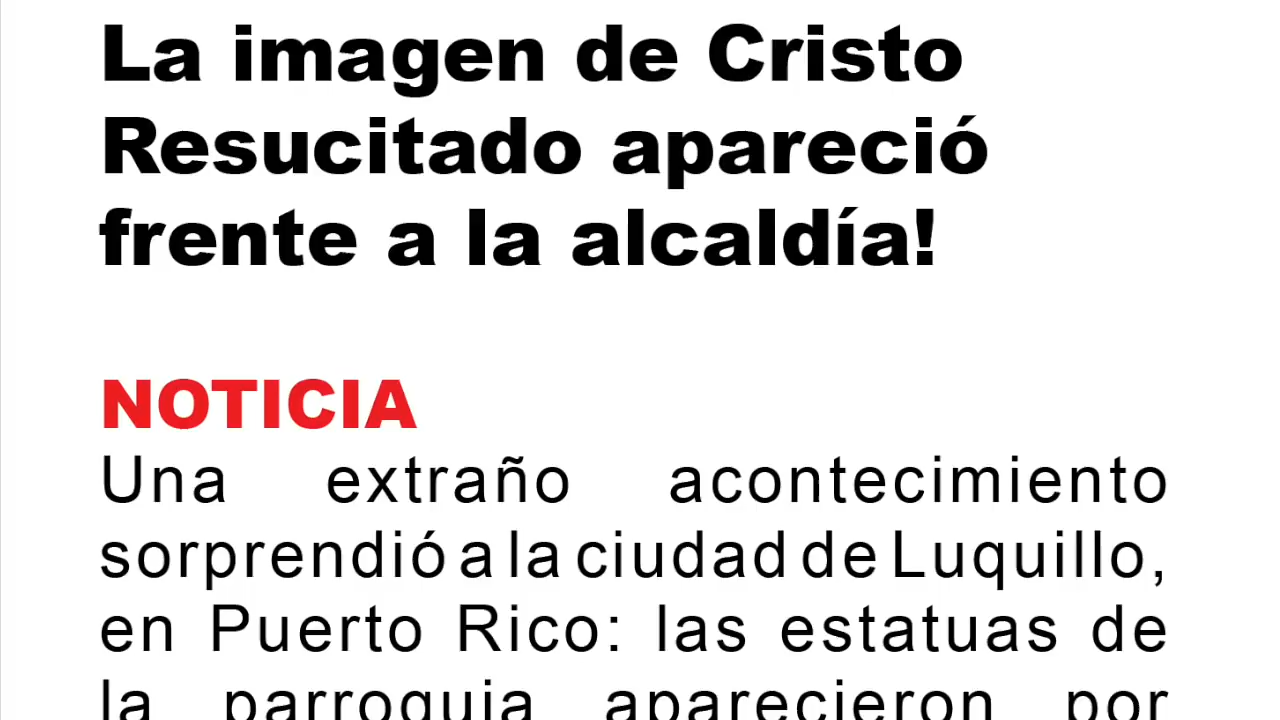 La imagen de Cristo
Resucitado apareció
frente a la alcaldía!
NOTICIA
Una extraño acontecimiento
sorprendió a la ciudad de Luquillo,
en Puerto Rico: las estatuas de
la parroquia aparecieron por